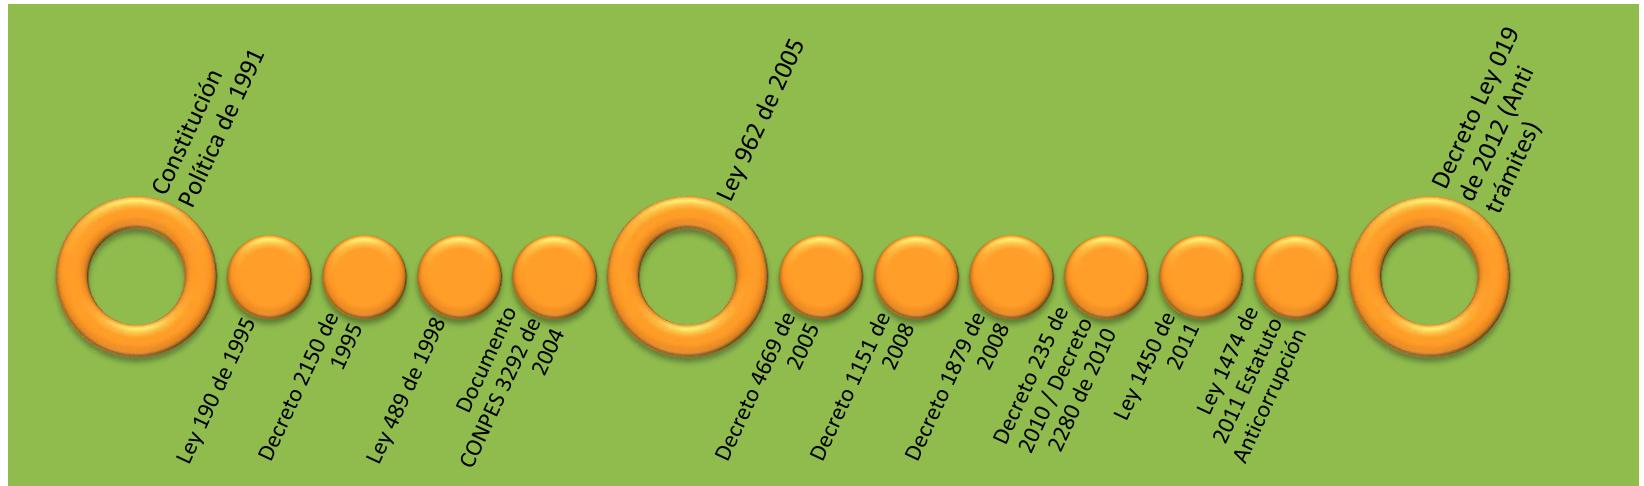 Constitución
Política de 1991
Ley 190 de 1995
Decreto 2150 de
1995
Ley 489 de 1998
Documento
CONPES 3292 de
2004
Ley 962 de 2005
Decreto 4669 de
2005
Decreto 1151 de
2008
Decreto 1879 de
2008
Decreto 235 de
2010 / Decreto
2280 de 2010
Ley 1450 de
2011
Ley 1474 de
2011 Estatuto
Anticorrupción
Decreto Ley 019
de 2012 (Anti
trámites)